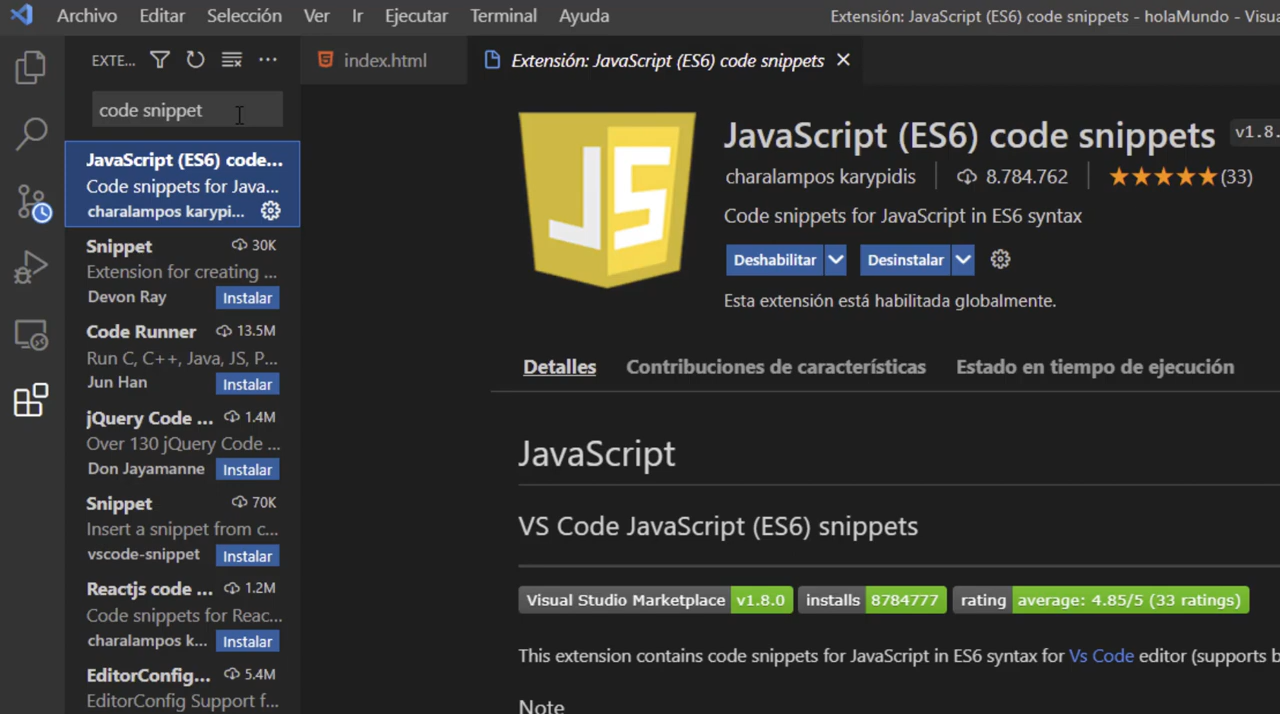 Archivo Editar Selección Ver Ir Ejecutar Terminal Ayuda Extensión: JavaScript (ES6) code snippets - holaMundo - Visua
EXTE...
index.html
Extensión: JavaScript (ES6) code snippets
code snippet
JavaScript (ES6) code...
Code snippets for Java...
charalampos karypi...
Snippet 30K
Extension for creating ...
Devon Ray Instalar
Code Runner 13.5M
Run C, C++, Java, JS, P...
Jun Han Instalar
jQuery Code ... 1.4M
Over 130 jQuery Code ...
Don Jayamanne Instalar
Snippet 70K
Insert a snippet from c...
vscode-snippet Instalar
Reactjs code ... 1.2M
Code snippets for Reac...
charalampos k... Instalar
EditorConfig... 5.4M
EditorConfig Support f...
JS
JavaScript (ES6) code snippets v1.8.
charalampos karypidis 8.784.762 (33)
Code snippets for JavaScript in ES6 syntax
Deshabilitar Desinstalar
Esta extensión está habilitada globalmente.
Detalles Contribuciones de características Estado en tiempo de ejecución
JavaScript
VS Code JavaScript (ES6) snippets
Visual Studio Marketplace v1.8.0 installs 8784777 rating average: 4.85/5 (33 ratings)
This extension contains code snippets for JavaScript in ES6 syntax for Vs Code editor (supports b
Note